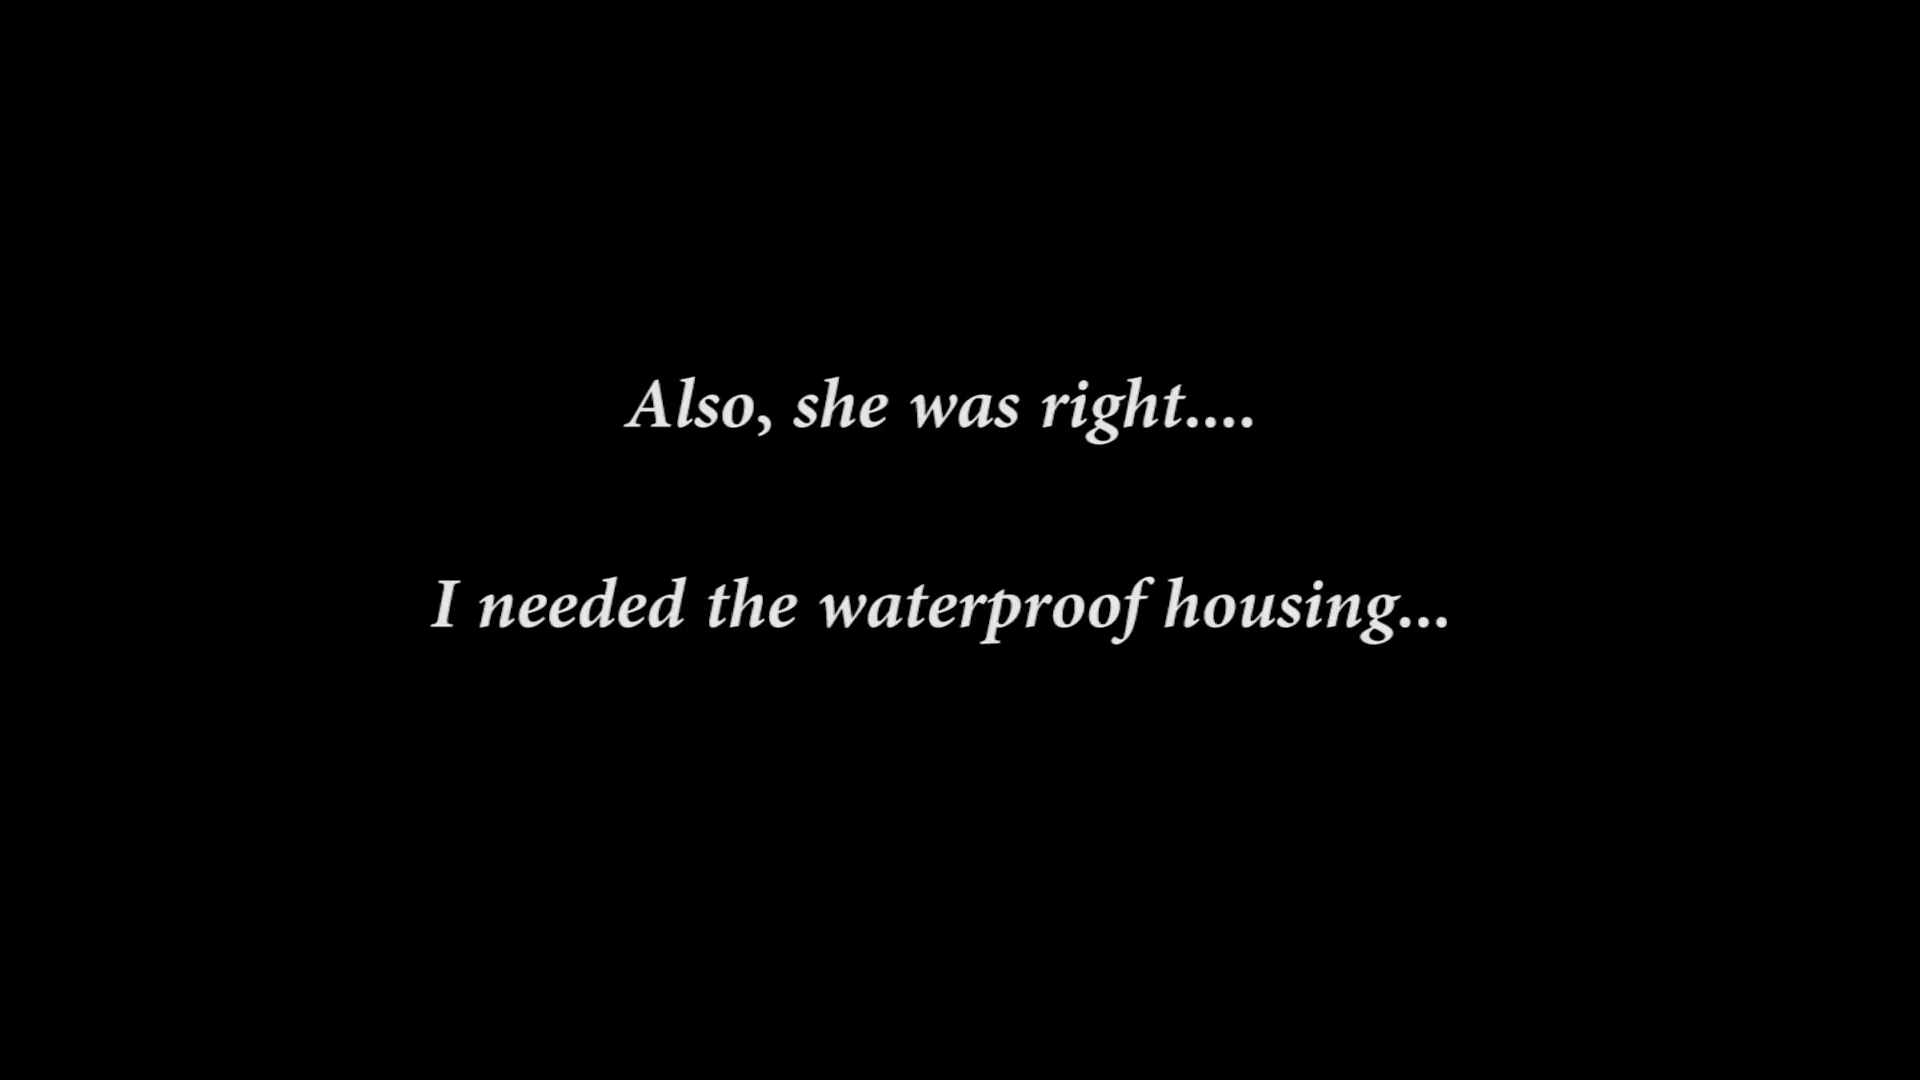 Also, she was right....
I needed the waterproof housing...